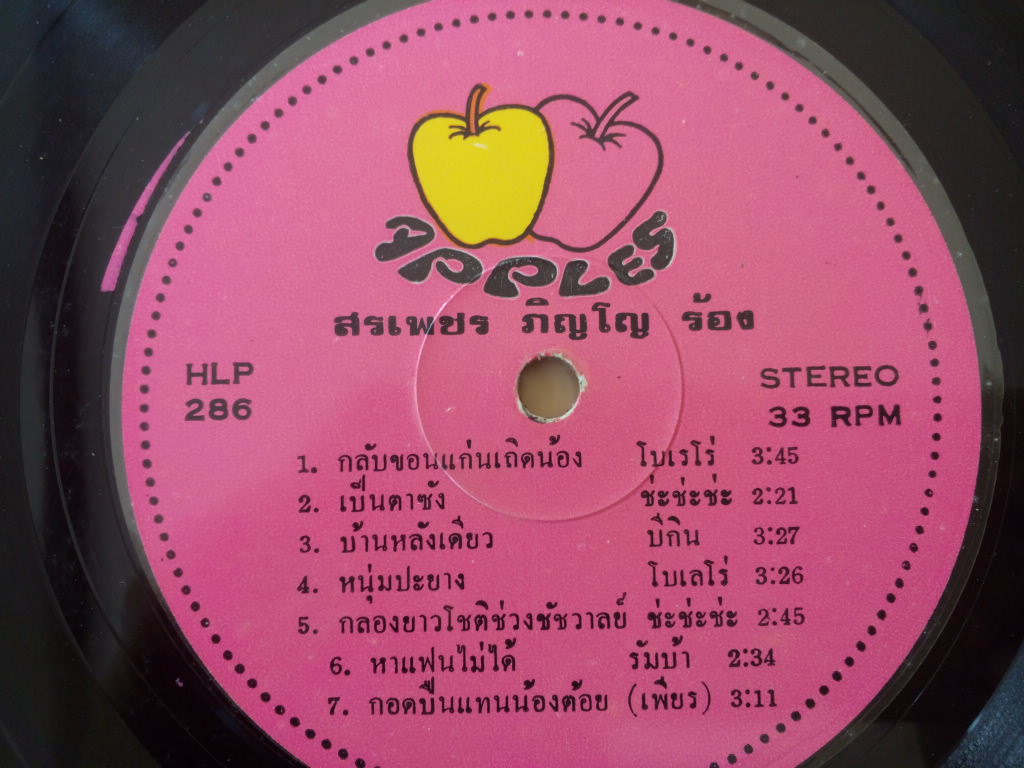 APPLES
สรเพชร ภิญโญ ร้อง
HLP
286
STEREO
33 RPM
1. กลับขอนแก่นเถิดน้อง โบเรโร่ 3:45
2. เป็นตาซัง ช่ะช่ะช่ะ 2:21
3. บ้านหลังเดียว บีกิน 3:27
4. หนุ่มปะยาง โบเลโร่ 3:26
5. กลองยาวโชติช่วงชัชวาลย์ ช่ะช่ะช่ะ 2:45
6. หาแฟนไม่ได้ รัมบ้า 2:34
7. กอดปืนแทนน้องต้อย (เพียร) 3:11